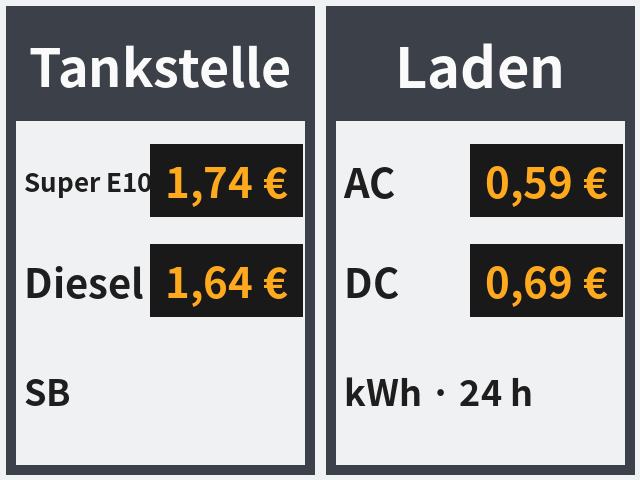 Tankstelle
Super E10 1,74 €
Diesel 1,64 €
SB
Laden
AC 0,59 €
DC 0,69 €
kWh · 24 h